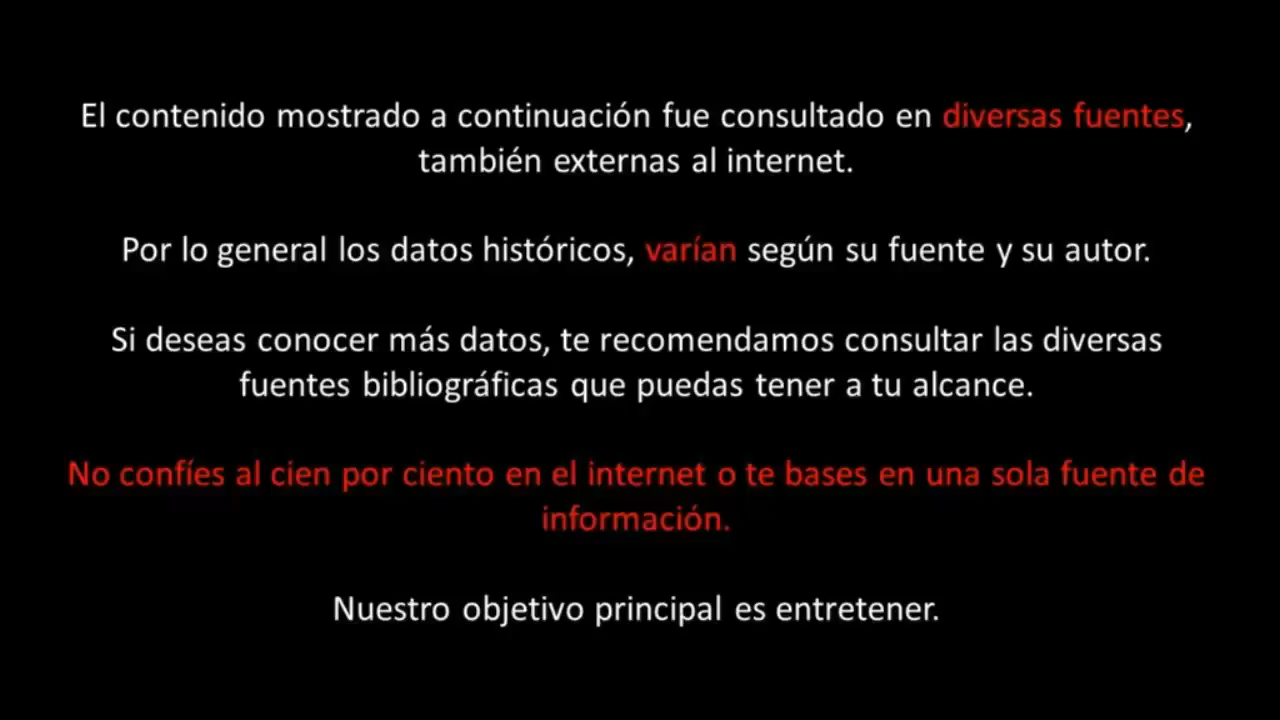 El contenido mostrado a continuación fue consultado en diversas fuentes,
también externas al internet.
Por lo general los datos históricos, varían según su fuente y su autor.
Si deseas conocer más datos, te recomendamos consultar las diversas
fuentes bibliográficas que puedas tener a tu alcance.
No confíes al cien por ciento en el internet o te bases en una sola fuente de
información.
Nuestro objetivo principal es entretener.